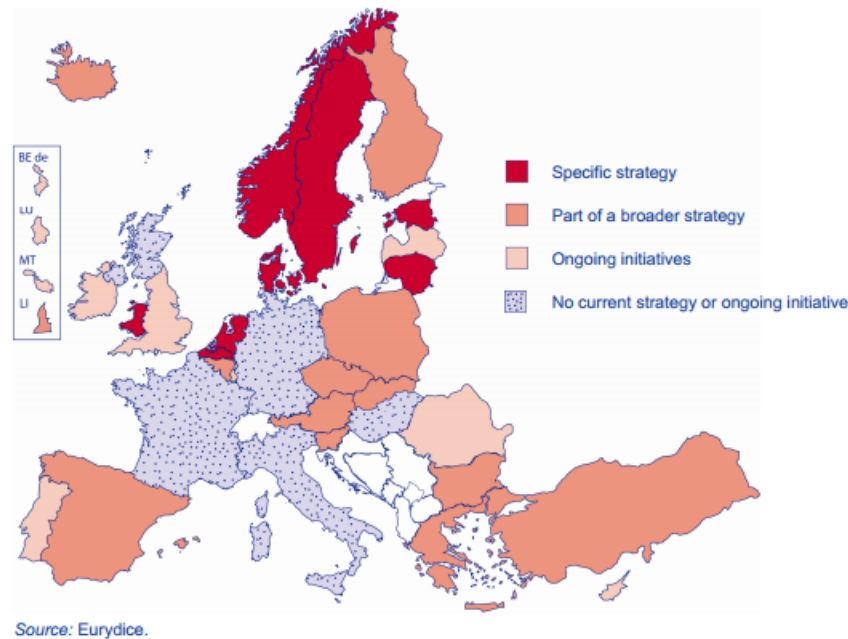 BE de
LU
MT
LI
Specific strategy
Part of a broader strategy
Ongoing initiatives
No current strategy or ongoing initiative
Source: Eurydice.